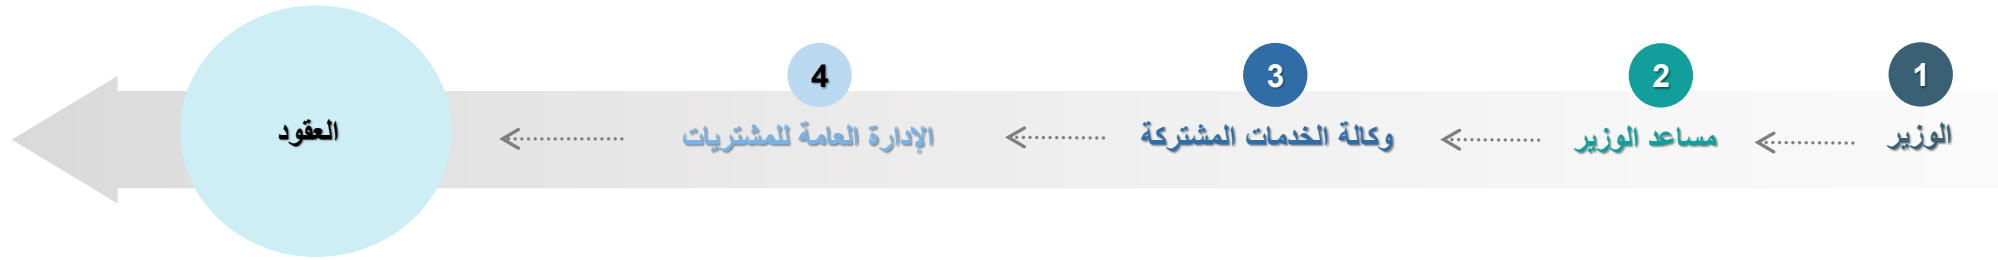 1
الوزير
2
مساعد الوزير
3
وكالة الخدمات المشتركة
4
الإدارة العامة للمشتريات
العقود